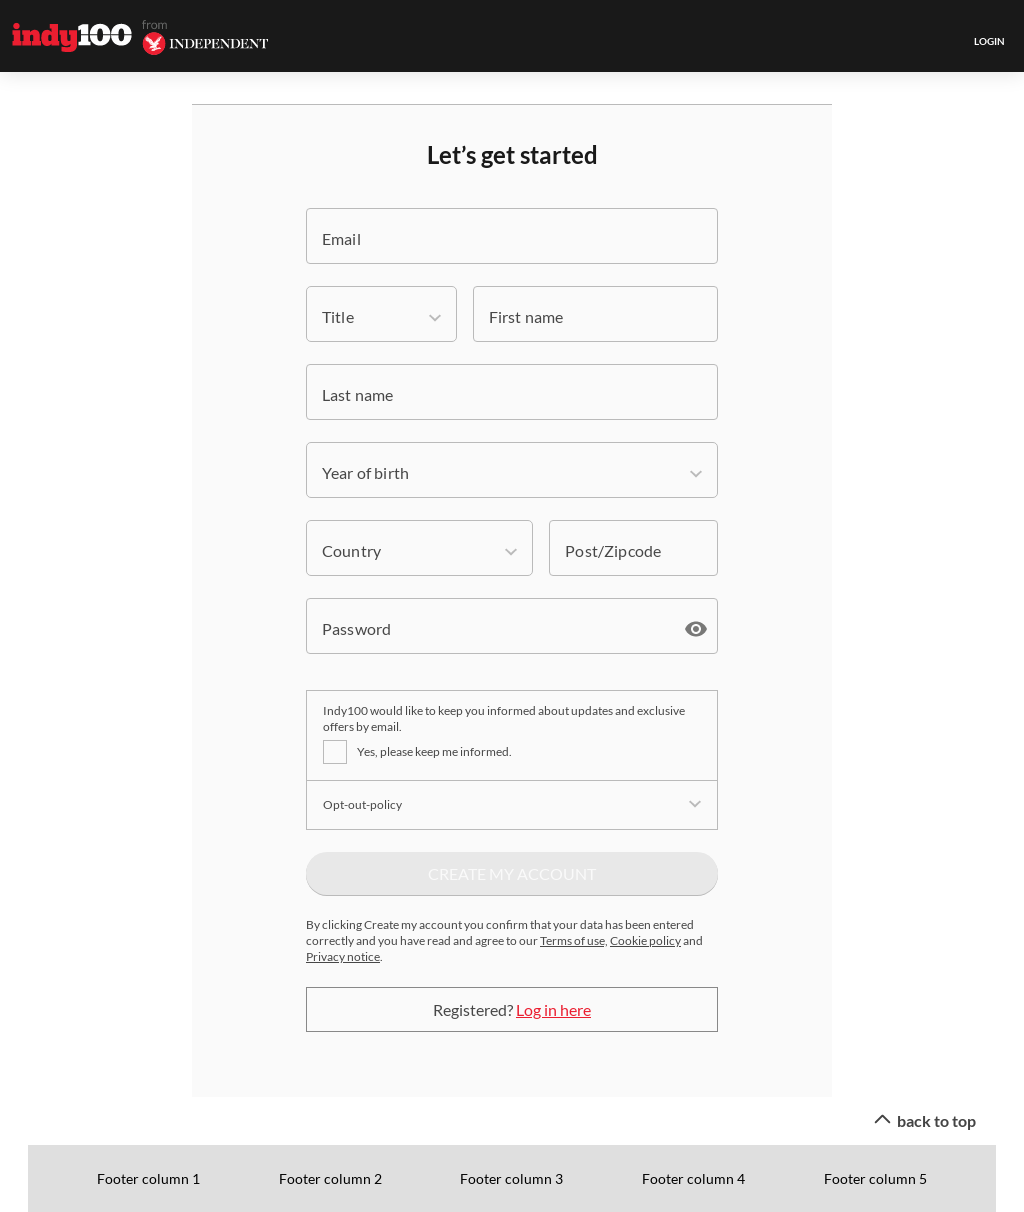 indy100 from
INDEPENDENT
LOGIN
Let's get started
Email
Title
First name
Last name
Year of birth
Country
Post/Zipcode
Password
Indy100 would like to keep you informed about updates and exclusive
offers by email.
Yes, please keep me informed.
Opt-out-policy
CREATE MY ACCOUNT
By clicking Create my account you confirm that your data has been entered
correctly and you have read and agree to our Terms of use, Cookie policy and
Privacy notice.
Registered? Log in here
back to top
Footer column 1
Footer column 2
Footer column 3
Footer column 4
Footer column 5